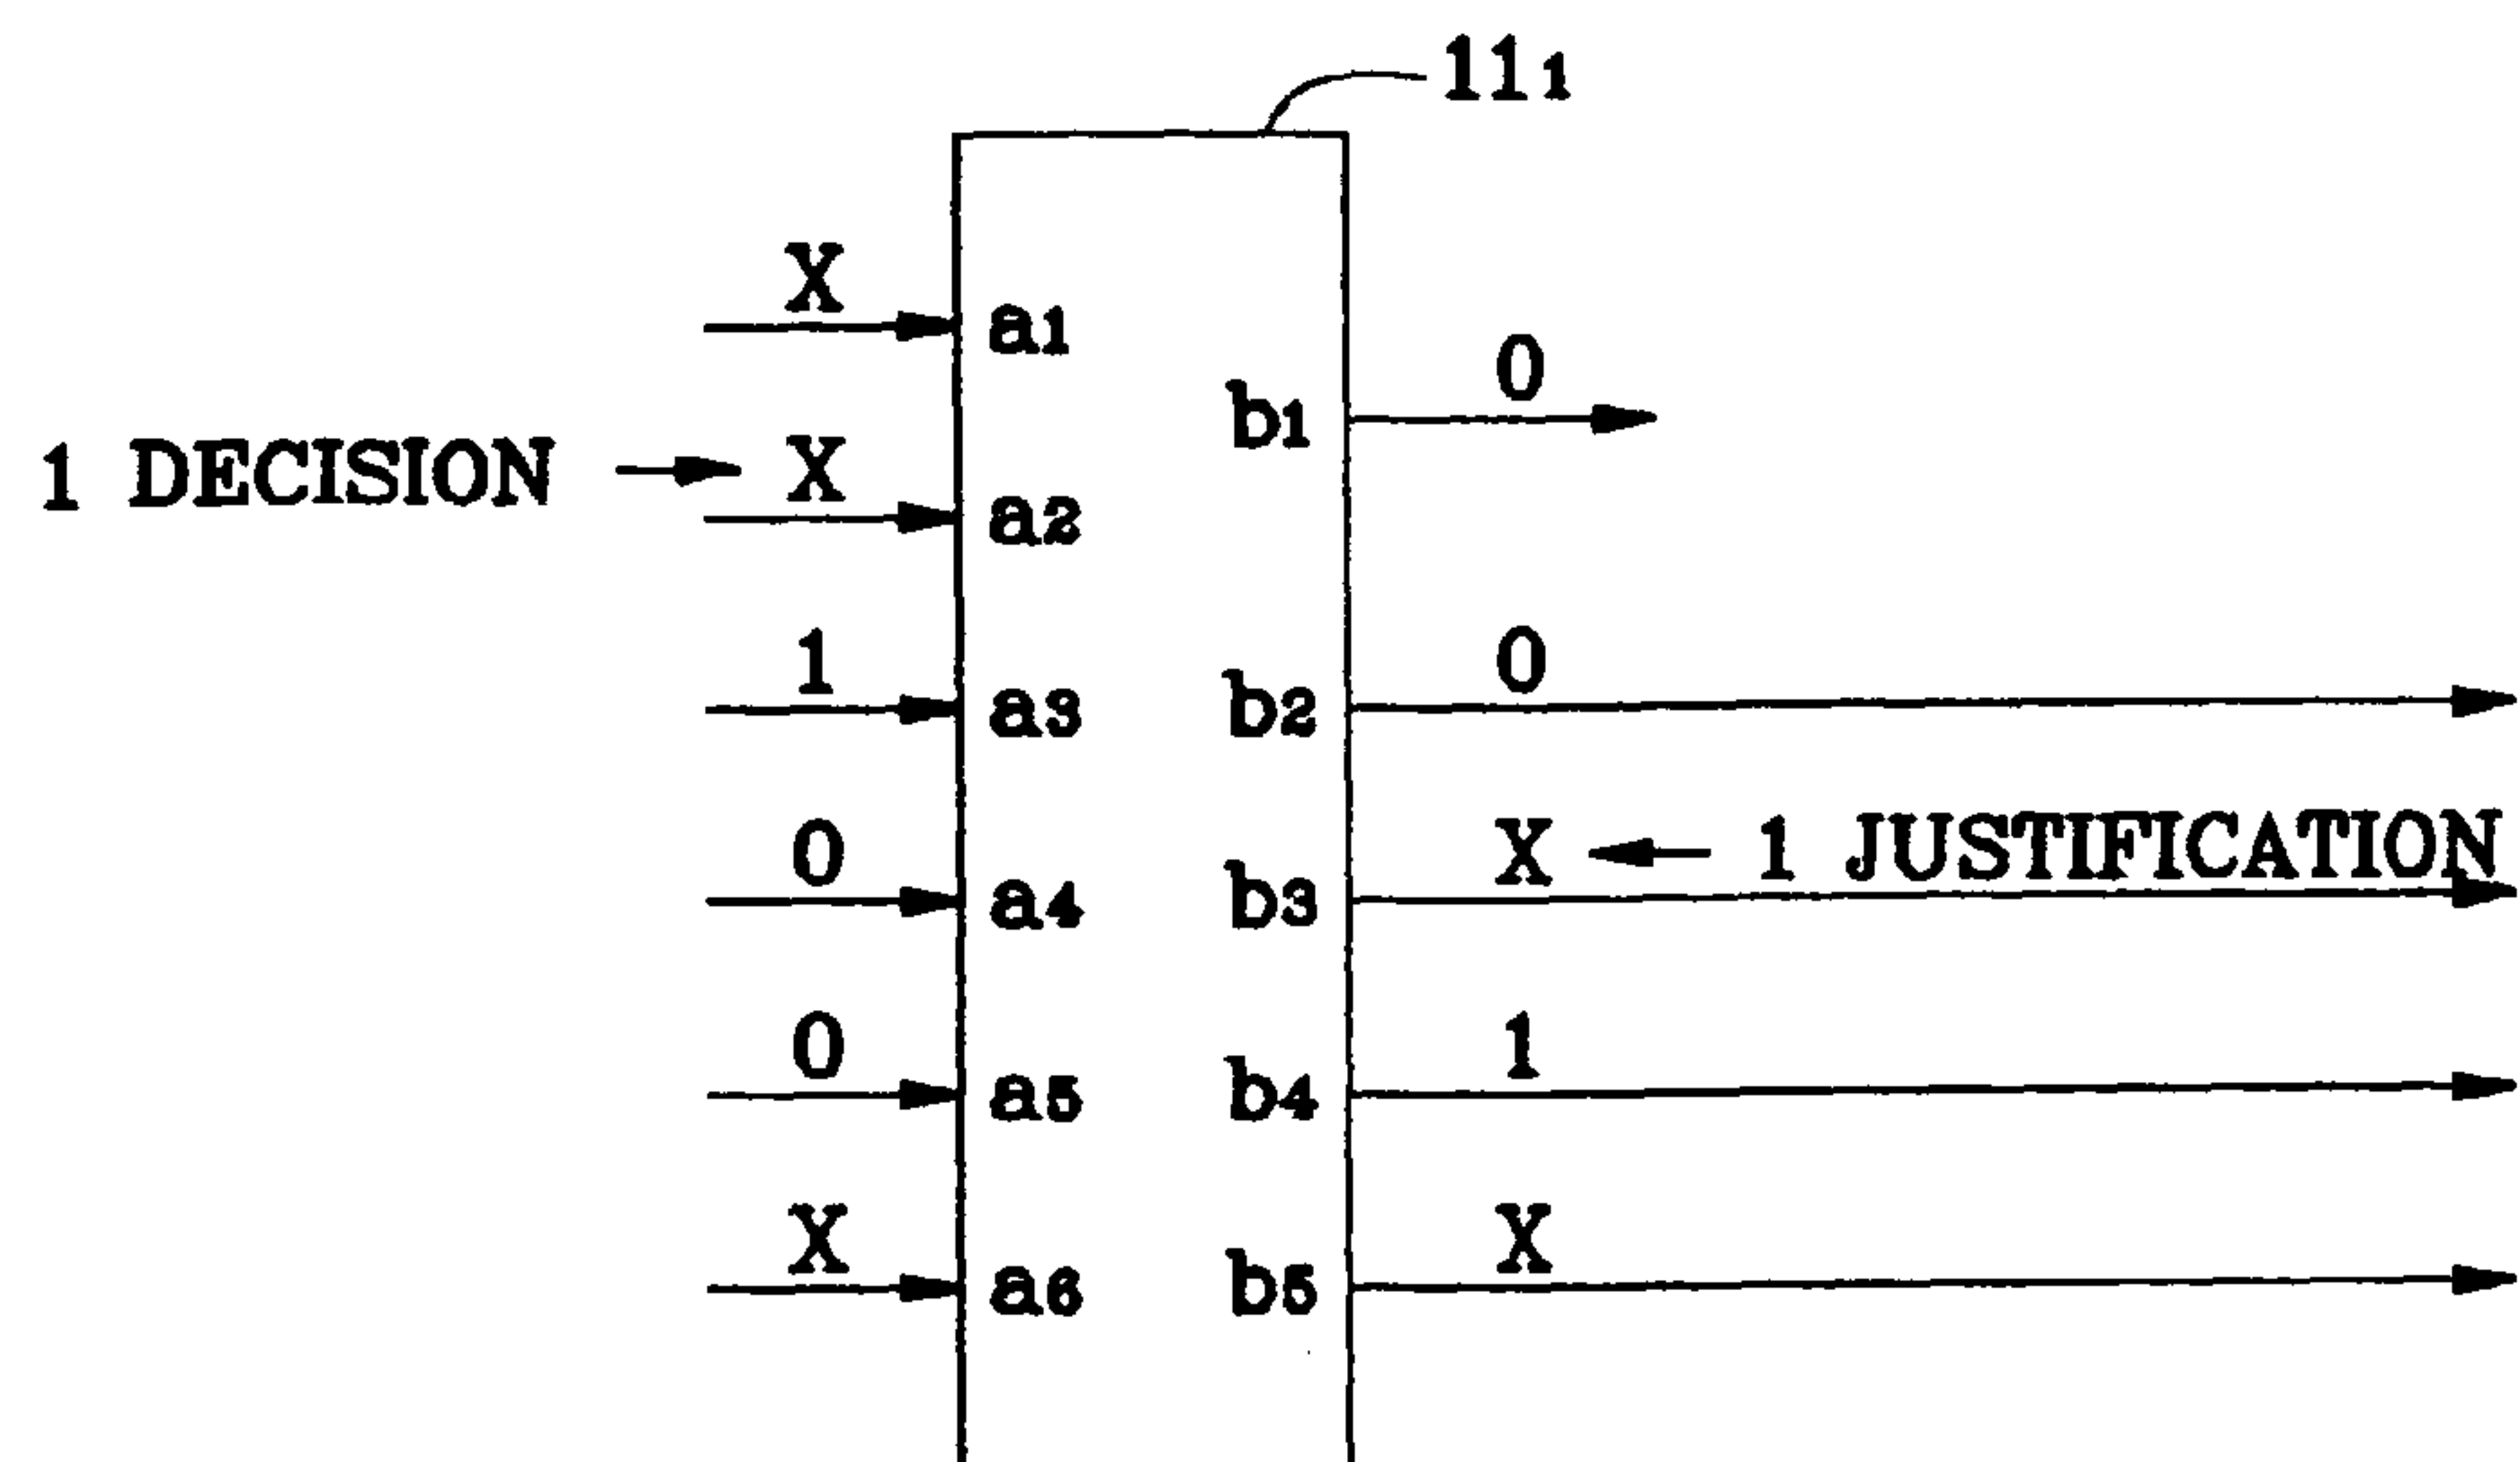 11₁
X
a1
0
b1
1 DECISION
X
a2
1
a3
0
b2
0
a4
X
1 JUSTIFICATION
b3
0
a5
1
b4
X
a6
X
b5